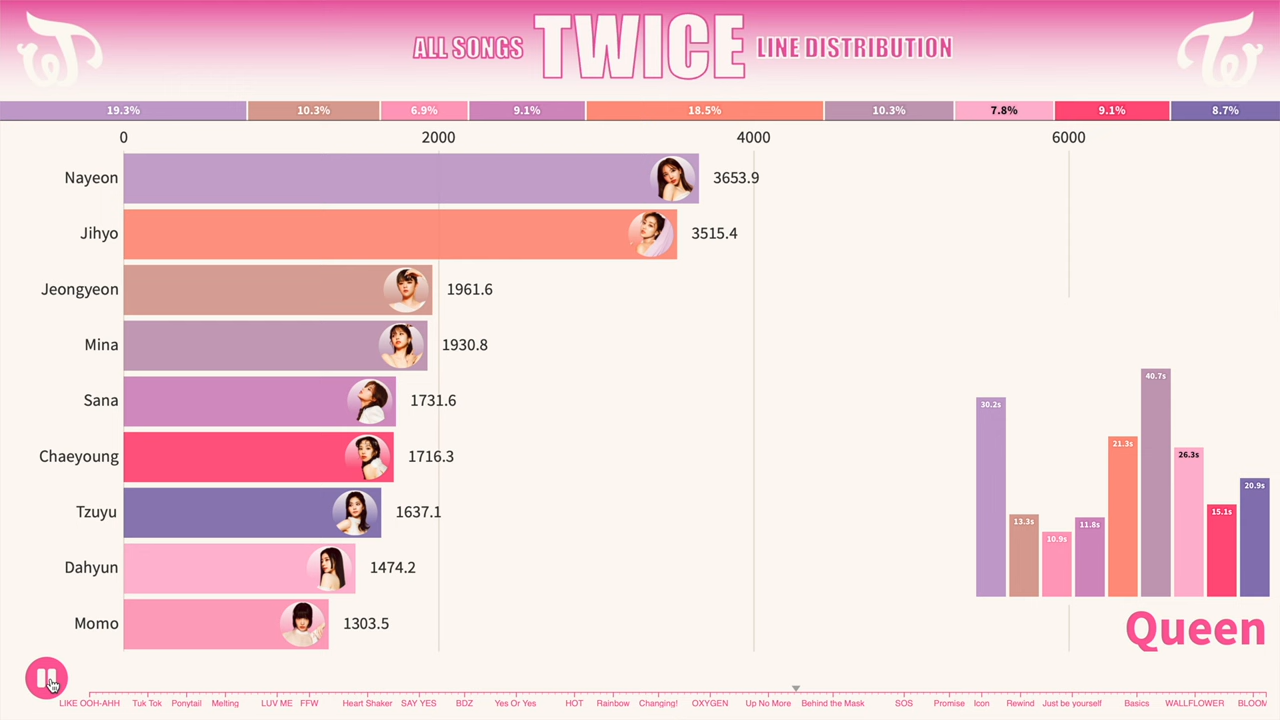 ALL SONGS TWICE LINE DISTRIBUTION
19.3% 10.3% 6.9% 9.1% 18.5% 10.3% 7.8% 9.1% 8.7%
0 2000 4000 6000
Nayeon 3653.9
Jihyo 3515.4
Jeongyeon 1961.6
Mina 1930.8
Sana 1731.6
Chaeyoung 1716.3
Tzuyu 1637.1
Dahyun 1474.2
Momo 1303.5
30.2s 13.3s 10.9s 11.8s 21.3s 40.7s 26.3s 15.1s 20.9s
Queen
LIKE OOH-AHH Tuk Tok Ponytail Melting LUV ME FFW Heart Shaker SAY YES BDZ Yes Or Yes HOT Rainbow Changing! OXYGEN Up No More Behind the Mask SOS Promise Icon Rewind Just be yourself Basics WALLFLOWER BLOOM